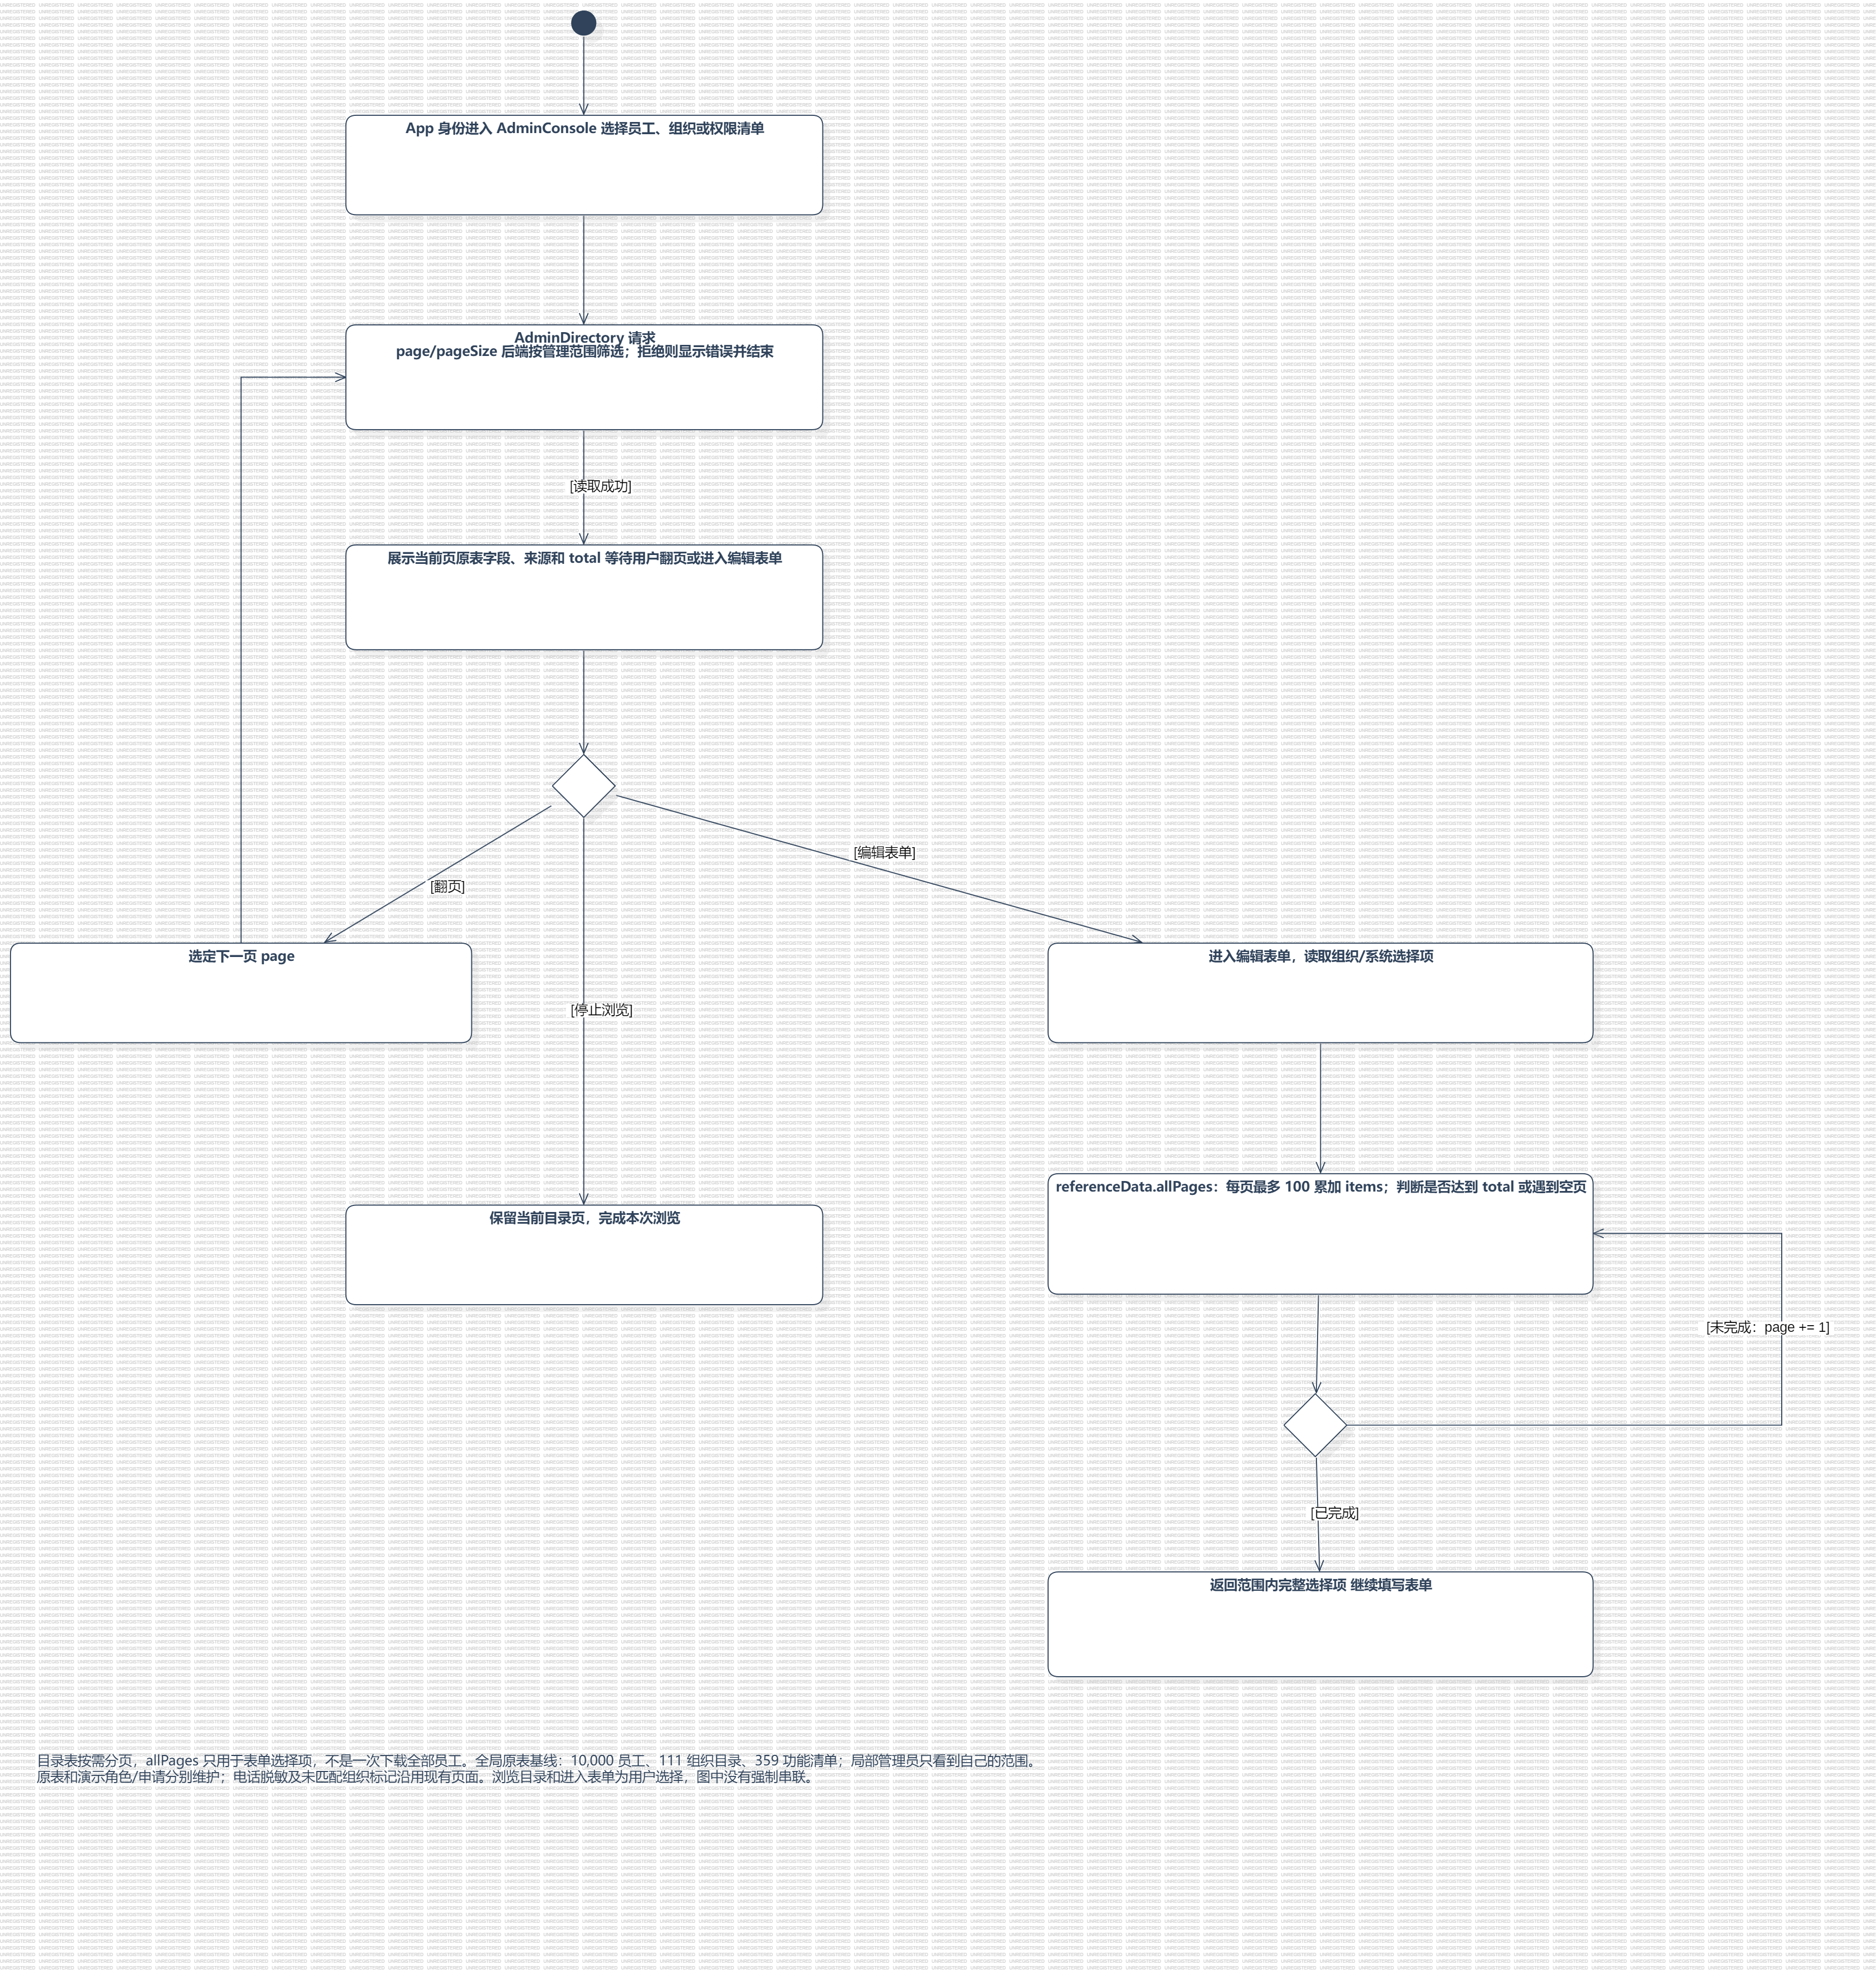 App 身份进入 AdminConsole 选择员工、组织或权限清单
AdminDirectory 请求
page/pageSize 后端按管理范围筛选；拒绝则显示错误并结束
[读取成功]
展示当前页原表字段、来源和 total 等待用户翻页或进入编辑表单
[编辑表单]
[翻页]
选定下一页 page
进入编辑表单，读取组织/系统选择项
[停止浏览]
referenceData.allPages：每页最多 100 累加 items；判断是否达到 total 或遇到空页
保留当前目录页，完成本次浏览
[未完成：page += 1]
[已完成]
返回范围内完整选择项 继续填写表单
目录表按需分页，allPages 只用于表单选择项，不是一次下载全部员工。全局原表基线：10,000 员工、111 组织目录、359 功能清单；局部管理员只看到自己的范围。
原表和演示角色/申请分别维护；电话脱敏及未匹配组织标记沿用现有页面。浏览目录和进入表单为用户选择，图中没有强制串联。
UNREGISTERED